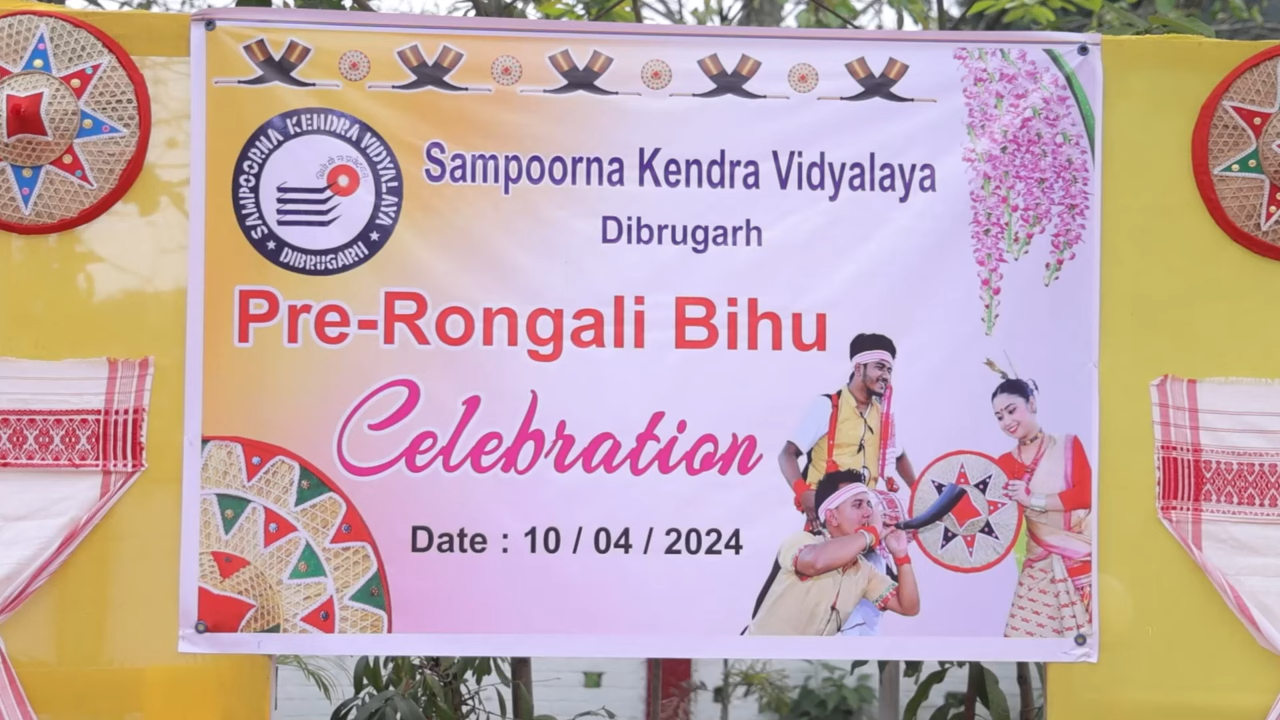 SAMPOORNA KENDRA VIDYALAYA
★ DIBRUGARH ★
Sampoorna Kendra Vidyalaya
Dibrugarh
Pre-Rongali Bihu
Celebration
Date : 10 / 04 / 2024